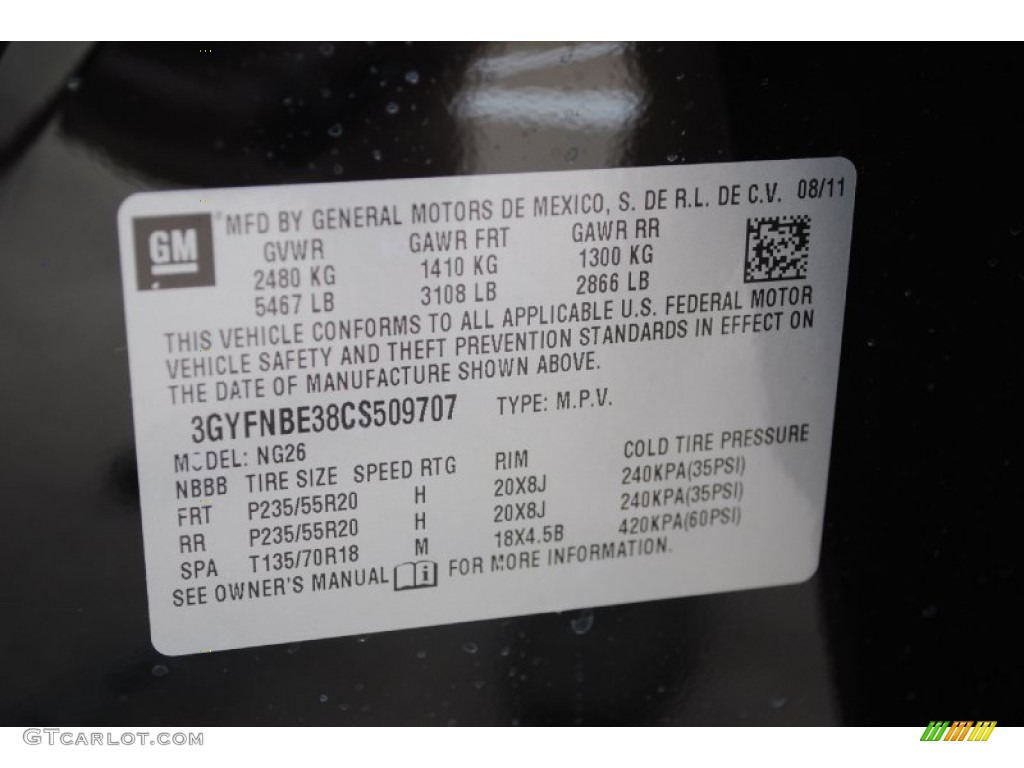 MFD BY GENERAL MOTORS DE MEXICO, S. DE R.L. DE C.V. 08/11
GM
GVWR GAWR FRT GAWR RR
2480 KG 1410 KG 1300 KG
5467 LB 3108 LB 2866 LB
THIS VEHICLE CONFORMS TO ALL APPLICABLE U.S. FEDERAL MOTOR
VEHICLE SAFETY AND THEFT PREVENTION STANDARDS IN EFFECT ON
THE DATE OF MANUFACTURE SHOWN ABOVE.
3GYFNBE38CS509707 TYPE: M.P.V.
MODEL: NG26
NBBB TIRE SIZE SPEED RTG RIM COLD TIRE PRESSURE
FRT P235/55R20 H 20X8J 240KPA(35PSI)
RR P235/55R20 H 20X8J 240KPA(35PSI)
SPA T135/70R18 M 18X4.5B 420KPA(60PSI)
SEE OWNER'S MANUAL FOR MORE INFORMATION.
GTCARLOT.COM